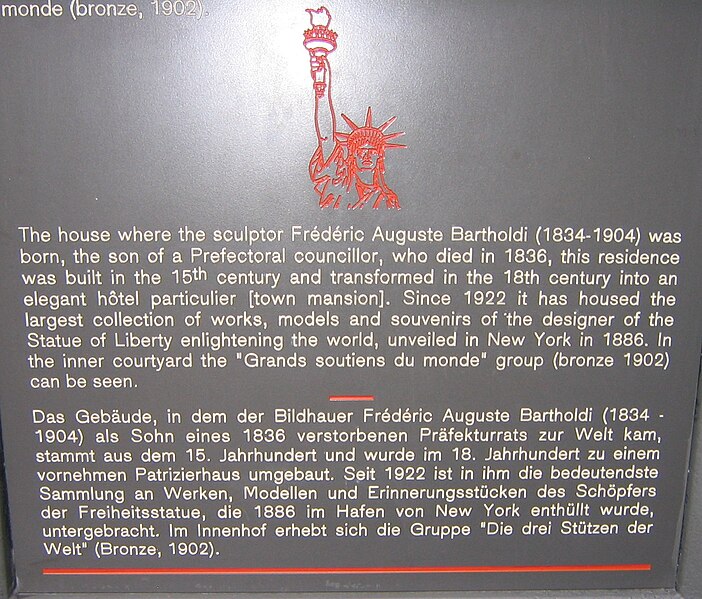 monde (bronze, 1902).
The house where the sculptor Frédéric Auguste Bartholdi (1834-1904) was
born, the son of a Prefectoral councillor, who died in 1836, this residence
was built in the 15th century and transformed in the 18th century into an
elegant hôtel particulier [town mansion]. Since 1922 it has housed the
largest collection of works, models and souvenirs of the designer of the
Statue of Liberty enlightening the world, unveiled in New York in 1886. In
the inner courtyard the "Grands soutiens du monde" group (bronze 1902)
can be seen.
Das Gebäude, in dem der Bildhauer Frédéric Auguste Bartholdi (1834 -
1904) als Sohn eines 1836 verstorbenen Präfekturrats zur Welt kam,
stammt aus dem 15. Jahrhundert und wurde im 18. Jahrhundert zu einem
vornehmen Patrizierhaus umgebaut. Seit 1922 ist in ihm die bedeutendste
Sammlung an Werken, Modellen und Erinnerungsstücken des Schöpfers
der Freiheitsstatue, die 1886 im Hafen von New York enthüllt wurde,
untergebracht. Im Innenhof erhebt sich die Gruppe "Die drei Stützen der
Welt" (Bronze, 1902).